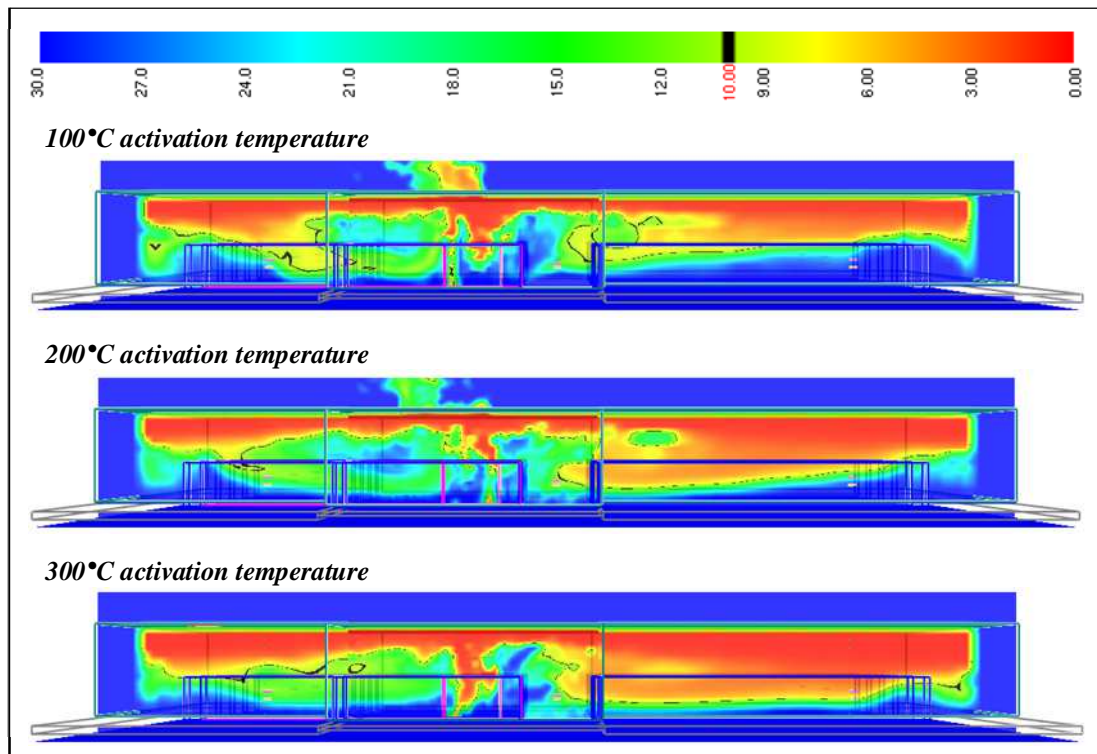 30.0 27.0 24.0 21.0 18.0 15.0 12.0 10.00 9.00 6.00 3.00 0.00
100°C activation temperature
200°C activation temperature
300°C activation temperature